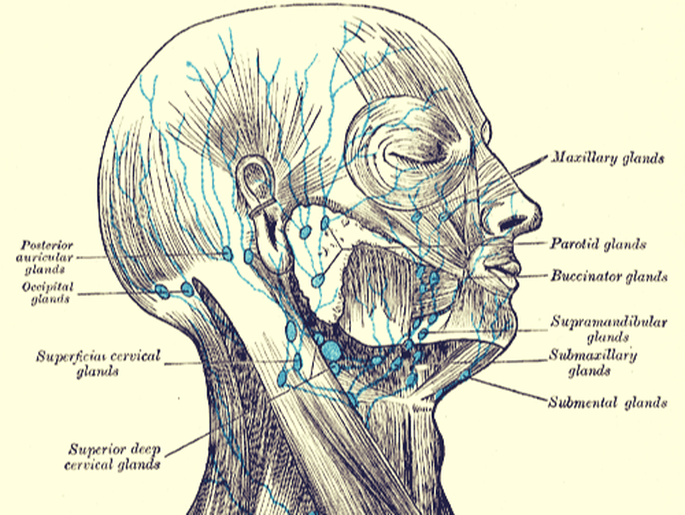 Maxillary glands
Parotid glands
Buccinator glands
Supramandibular
glands
Submaxillary
glands
Submental glands
Posterior
auricular
glands
Occipital
glands
Superficial cervical
glands
Superior deep
cervical glands